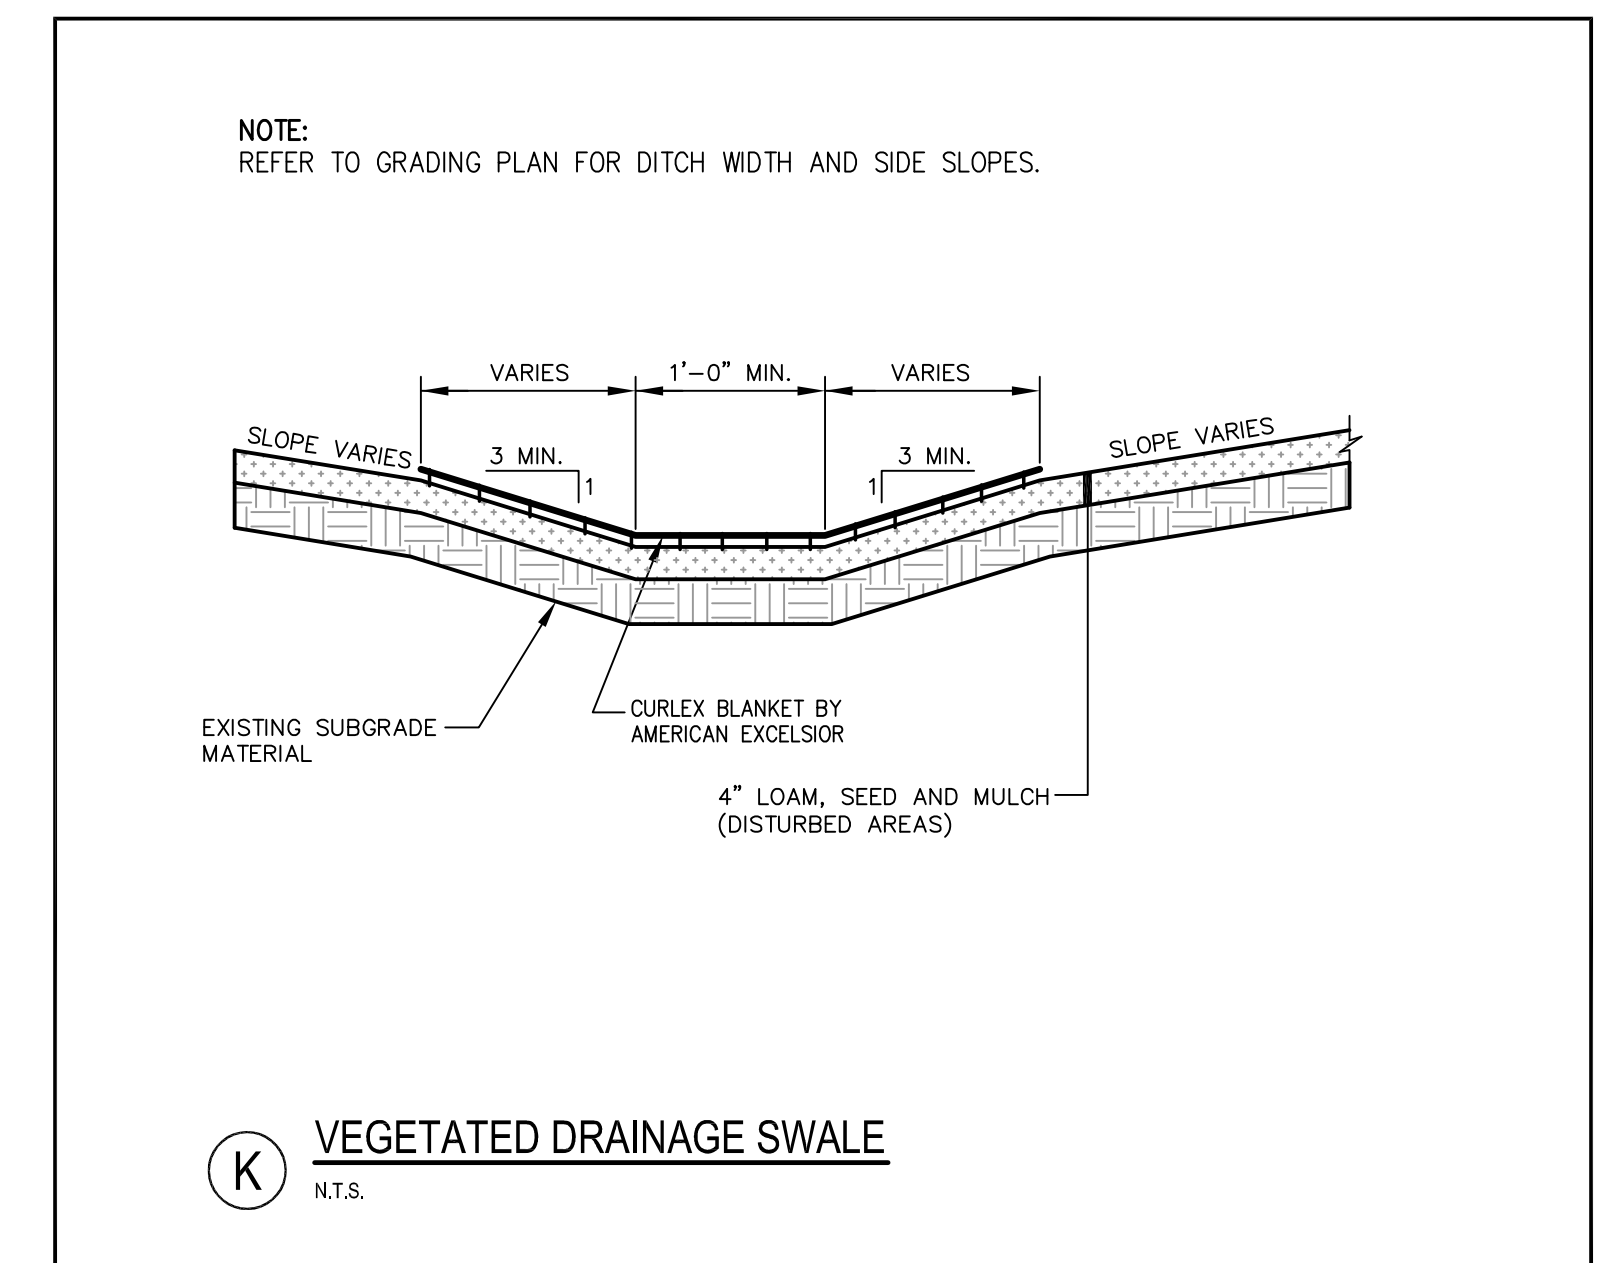 NOTE:
REFER TO GRADING PLAN FOR DITCH WIDTH AND SIDE SLOPES.
VARIES
1'-0" MIN.
VARIES
SLOPE VARIES
3 MIN.
1
3 MIN.
1
SLOPE VARIES
EXISTING SUBGRADE
MATERIAL
CURLEX BLANKET BY
AMERICAN EXCELSIOR
4" LOAM, SEED AND MULCH
(DISTURBED AREAS)
K
VEGETATED DRAINAGE SWALE
N.T.S.